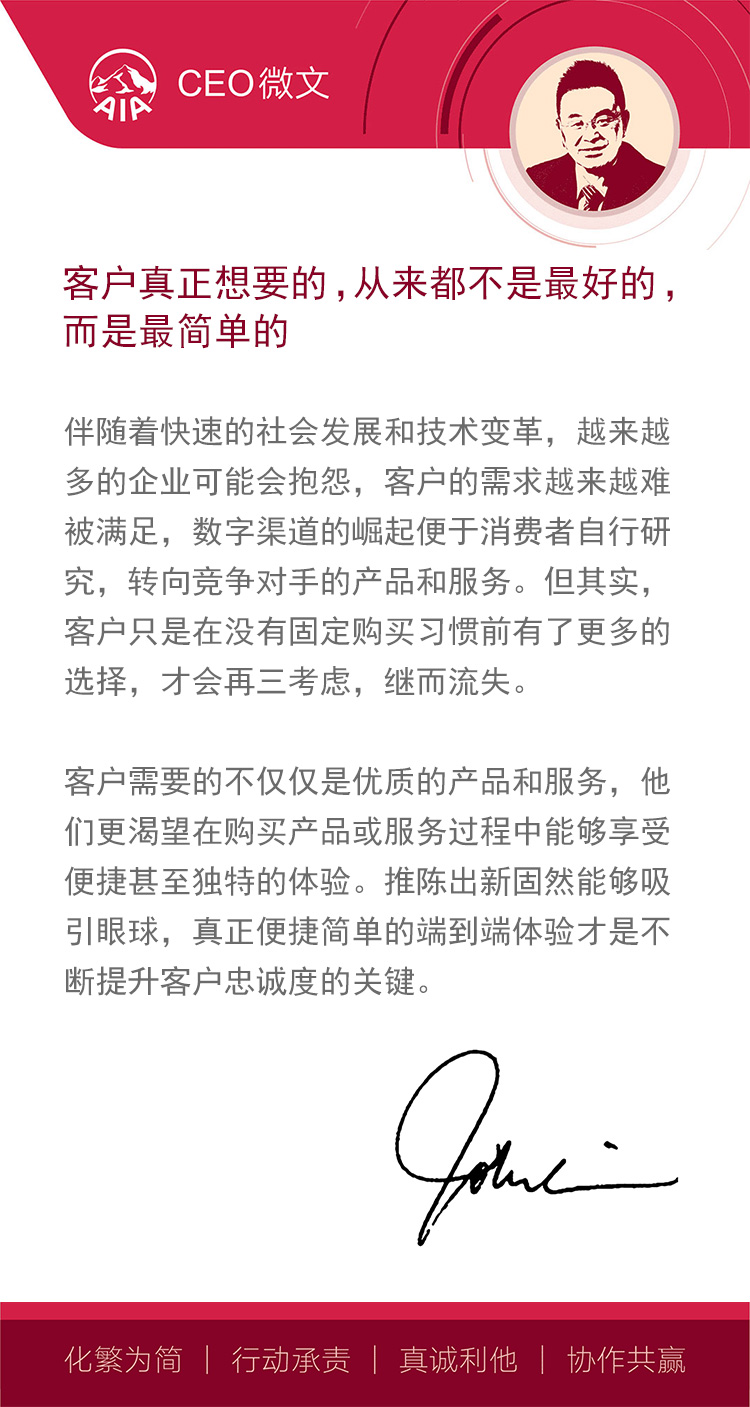 AIA
CEO微文
客户真正想要的,从来都不是最好的,
而是最简单的
伴随着快速的社会发展和技术变革，越来越
多的企业可能会抱怨，客户的需求越来越难
被满足，数字渠道的崛起便于消费者自行研
究，转向竞争对手的产品和服务。但其实，
客户只是在没有固定购买习惯前有了更多的
选择，才会再三考虑，继而流失。
客户需要的不仅仅是优质的产品和服务，他
们更渴望在购买产品或服务过程中能够享受
便捷甚至独特的体验。推陈出新固然能够吸
引眼球，真正便捷简单的端到端体验才是不
断提升客户忠诚度的关键。
化繁为简 | 行动承责 | 真诚利他 | 协作共赢